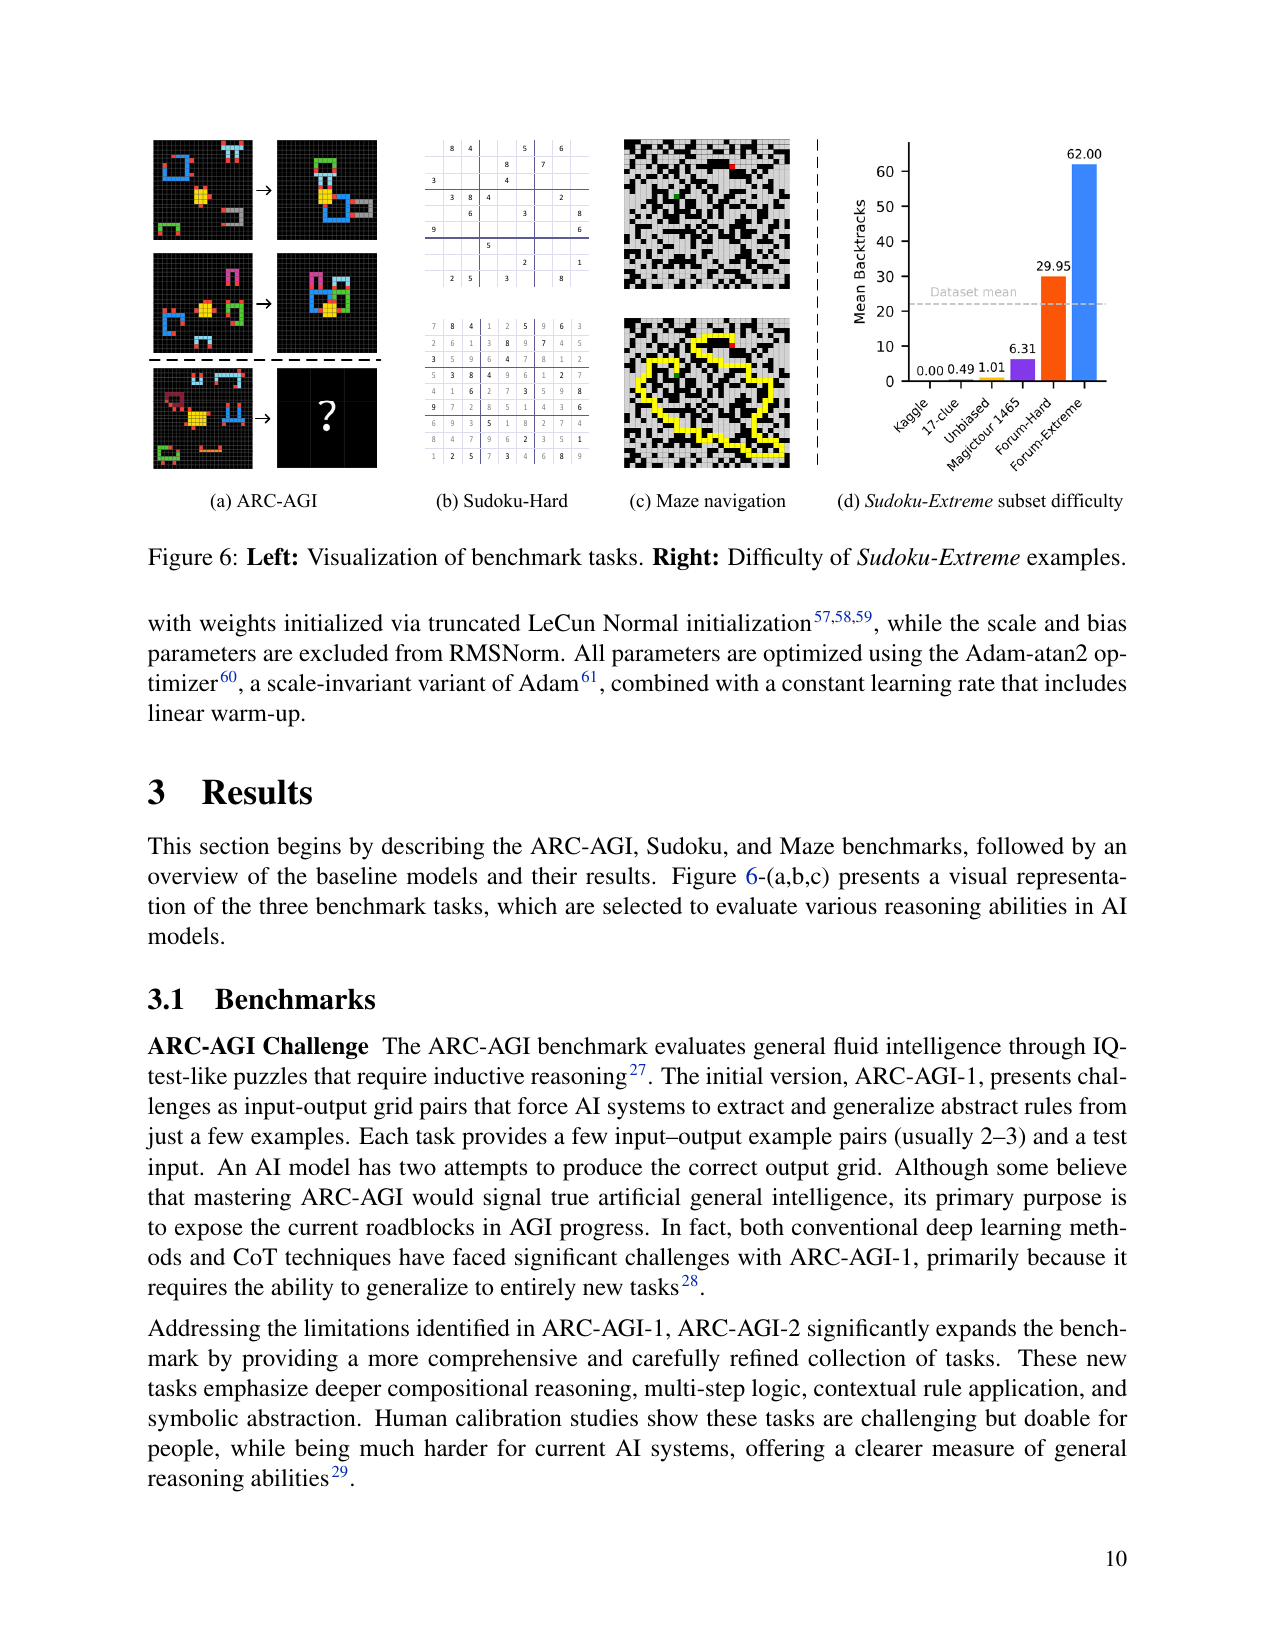 8 4 5 6
8 7
3 4
3 8 4 2
6 3 8
9 6
5
2 1
2 5 3 8
7 8 4 1 2 5 9 6 3
2 6 1 3 8 9 7 4 5
3 5 9 6 4 7 8 1 2
5 3 8 4 9 6 1 2 7
4 1 6 2 7 3 5 9 8
9 7 2 8 5 1 4 3 6
6 9 3 5 1 8 2 7 4
8 4 7 9 6 2 3 5 1
1 2 5 7 3 4 6 8 9
→
→
→
?
Mean Backtracks
60
50
40
30
20
10
0
Dataset mean
0.00 0.49 1.01 6.31 29.95 62.00
Kaggle
17-clue
Unbiased
Magictour 1465
Forum-Hard
Forum-Extreme
(a) ARC-AGI
(b) Sudoku-Hard
(c) Maze navigation
(d) Sudoku-Extreme subset difficulty
Figure 6: Left: Visualization of benchmark tasks. Right: Difficulty of Sudoku-Extreme examples.
with weights initialized via truncated LeCun Normal initialization57,58,59, while the scale and bias
parameters are excluded from RMSNorm. All parameters are optimized using the Adam-atan2 op-
timizer60, a scale-invariant variant of Adam61, combined with a constant learning rate that includes
linear warm-up.
3 Results
This section begins by describing the ARC-AGI, Sudoku, and Maze benchmarks, followed by an
overview of the baseline models and their results. Figure 6-(a,b,c) presents a visual representa-
tion of the three benchmark tasks, which are selected to evaluate various reasoning abilities in AI
models.
3.1 Benchmarks
ARC-AGI Challenge The ARC-AGI benchmark evaluates general fluid intelligence through IQ-
test-like puzzles that require inductive reasoning27. The initial version, ARC-AGI-1, presents chal-
lenges as input-output grid pairs that force AI systems to extract and generalize abstract rules from
just a few examples. Each task provides a few input–output example pairs (usually 2–3) and a test
input. An AI model has two attempts to produce the correct output grid. Although some believe
that mastering ARC-AGI would signal true artificial general intelligence, its primary purpose is
to expose the current roadblocks in AGI progress. In fact, both conventional deep learning meth-
ods and CoT techniques have faced significant challenges with ARC-AGI-1, primarily because it
requires the ability to generalize to entirely new tasks28.
Addressing the limitations identified in ARC-AGI-1, ARC-AGI-2 significantly expands the bench-
mark by providing a more comprehensive and carefully refined collection of tasks. These new
tasks emphasize deeper compositional reasoning, multi-step logic, contextual rule application, and
symbolic abstraction. Human calibration studies show these tasks are challenging but doable for
people, while being much harder for current AI systems, offering a clearer measure of general
reasoning abilities29.
10